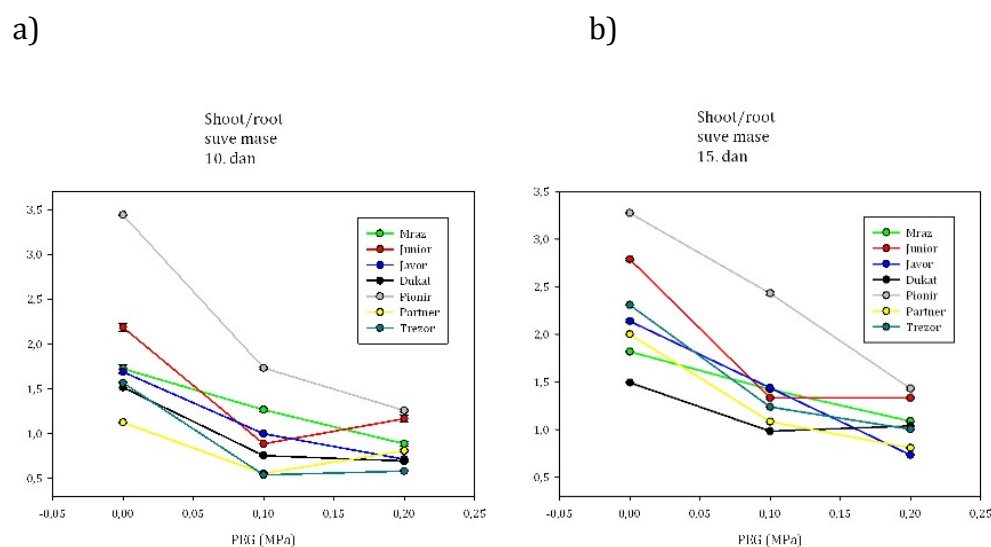 a)
Shoot/root
suve mase
10. dan
3,5
3,0
2,5
2,0
1,5
1,0
0,5
Mraz
Junior
Javor
Dukat
Pionir
Partner
Trezor
-0,05 0,00 0,05 0,10 0,15 0,20 0,25
PEG (MPa)
b)
Shoot/root
suve mase
15. dan
3,5
3,0
2,5
2,0
1,5
1,0
0,5
Mraz
Junior
Javor
Dukat
Pionir
Partner
Trezor
-0,05 0,00 0,05 0,10 0,15 0,20 0,25
PEG (MPa)